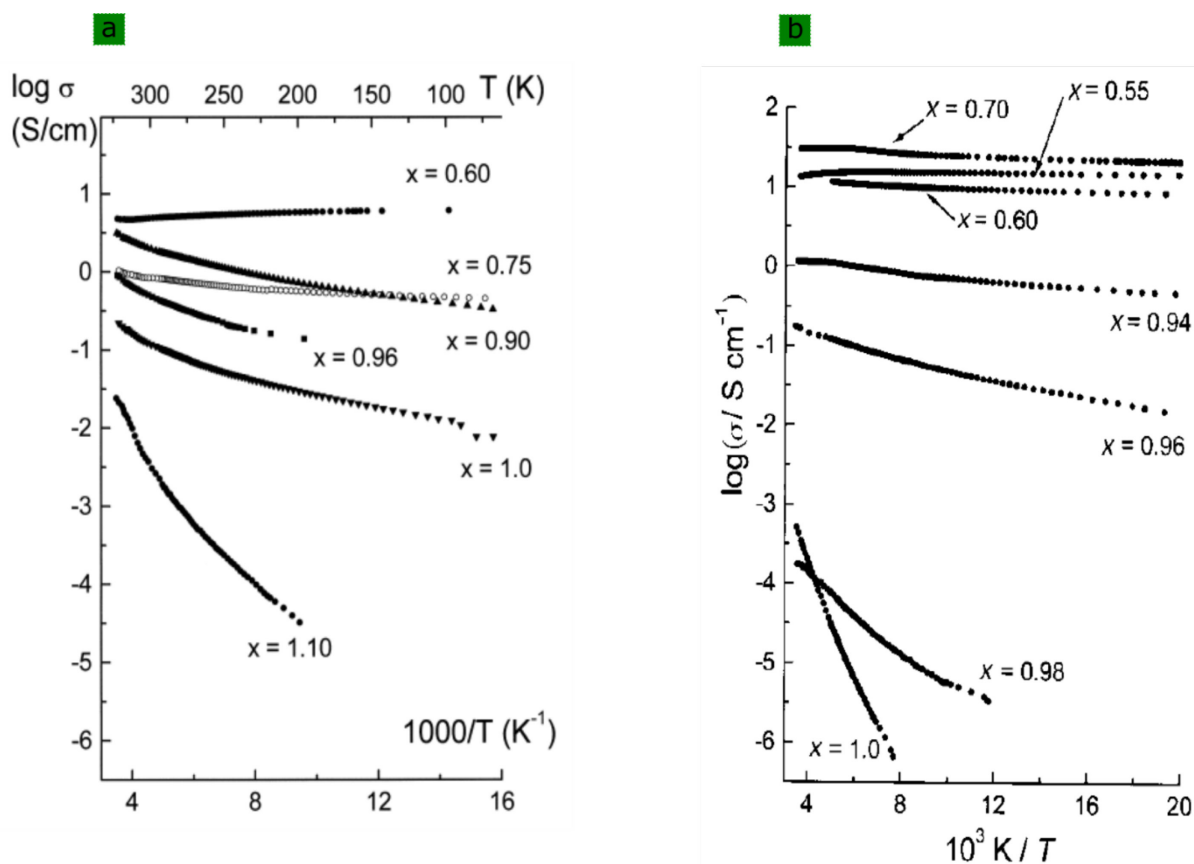 a
log σ
(S/cm)
300 250 200 150 100 T (K)
1
0
-1
-2
-3
-4
-5
-6
x = 0.60
x = 0.75
x = 0.90
x = 0.96
x = 1.0
x = 1.10
1000/T (K⁻¹)
4 8 12 16
b
log(σ/ S cm⁻¹)
2
1
0
-1
-2
-3
-4
-5
-6
x = 0.55
x = 0.70
x = 0.60
x = 0.94
x = 0.96
x = 0.98
x = 1.0
4 8 12 16 20
10³ K / T